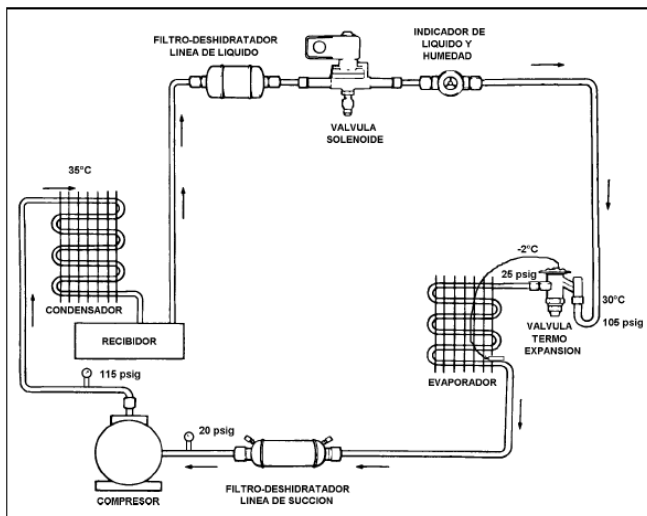 FILTRO-DESHIDRATADOR
LINEA DE LIQUIDO
INDICADOR DE
LIQUIDO Y
HUMEDAD
VALVULA
SOLENOIDE
35°C
CONDENSADOR
RECIBIDOR
-2°C
25 psig
30°C
105 psig
VALVULA
TERMO
EXPANSION
EVAPORADOR
115 psig
20 psig
COMPRESOR
FILTRO-DESHIDRATADOR
LINEA DE SUCCION